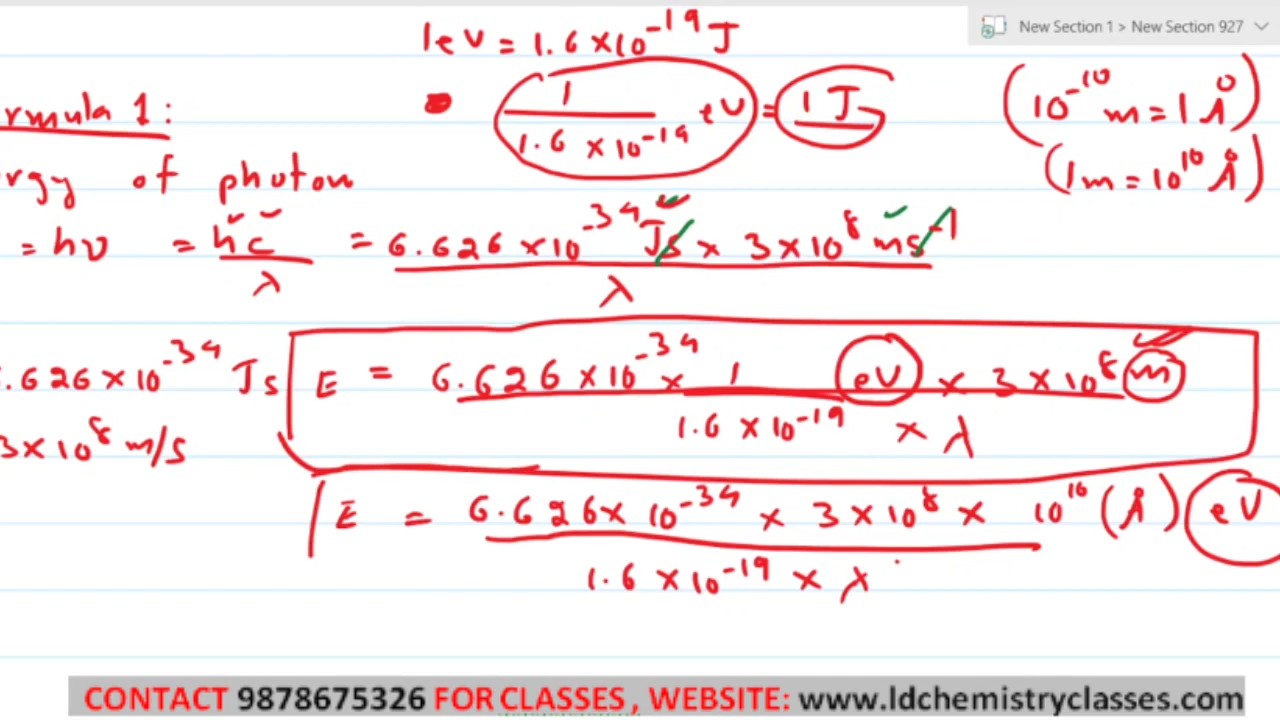 New Section 1 > New Section 927
1eV = 1.6 × 10⁻¹⁹ J
1/(1.6 × 10⁻¹⁹) eV = 1 J
(10⁻¹⁰ m = 1 Å)
(1m = 10¹⁰ Å)
rmula 1:
rgy of photon
= hν = hc/λ = (6.626 × 10⁻³⁴ Js × 3 × 10⁸ ms⁻¹)/λ
.626 × 10⁻³⁴ Js
3 × 10⁸ m/s
E = (6.626 × 10⁻³⁴ × 1 eV × 3 × 10⁸ m)/(1.6 × 10⁻¹⁹ × λ)
E = (6.626 × 10⁻³⁴ × 3 × 10⁸ × 10¹⁰ (Å) eV)/(1.6 × 10⁻¹⁹ × λ)
CONTACT 9878675326 FOR CLASSES , WEBSITE: www.ldchemistryclasses.com